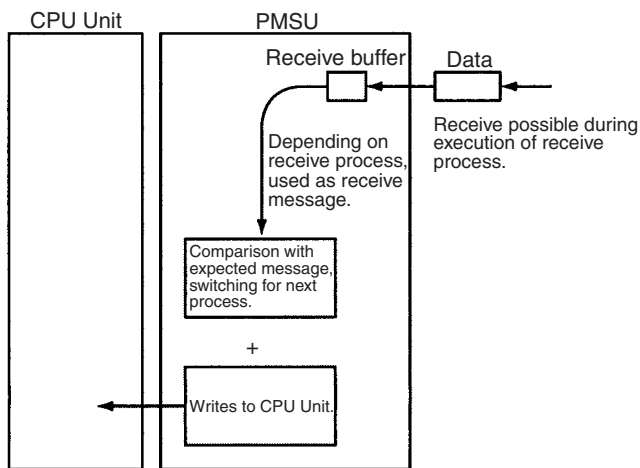 CPU Unit
PMSU
Receive buffer
Data
Receive possible during
execution of receive
process.
Depending on
receive process,
used as receive
message.
Comparison with
expected message,
switching for next
process.
+
Writes to CPU Unit.